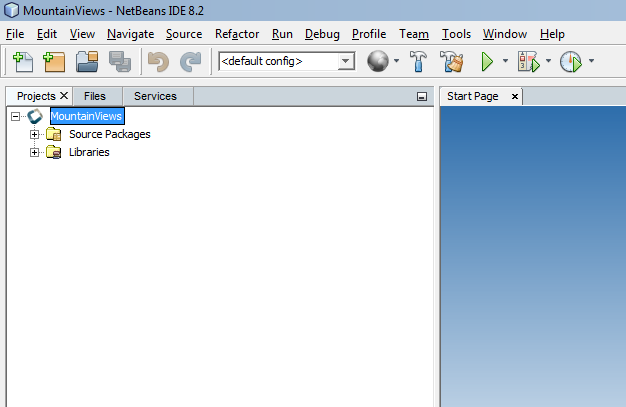 MountainViews - NetBeans IDE 8.2
File Edit View Navigate Source Refactor Run Debug Profile Team Tools Window Help
<default config>
Projects Files Services Start Page
MountainViews
Source Packages
Libraries